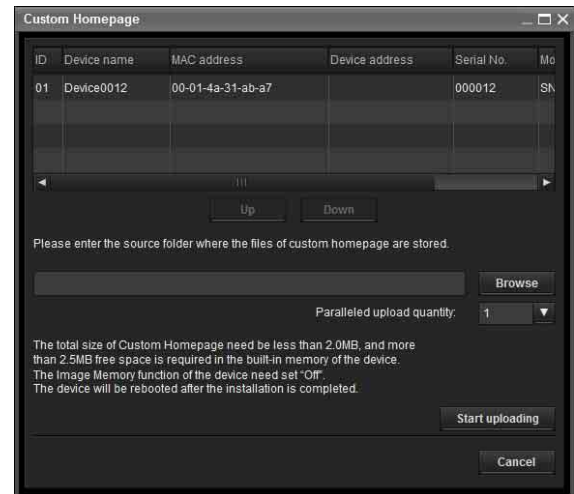 Custom Homepage
ID Device name MAC address Device address Serial No. Mo
01 Device0012 00-01-4a-31-ab-a7 000012 SN
Up Down
Please enter the source folder where the files of custom homepage are stored.
Browse
Paralleled upload quantity: 1
The total size of Custom Homepage need be less than 2.0MB, and more
than 2.5MB free space is required in the built-in memory of the device.
The Image Memory function of the device need set "Off".
The device will be rebooted after the installation is completed.
Start uploading
Cancel